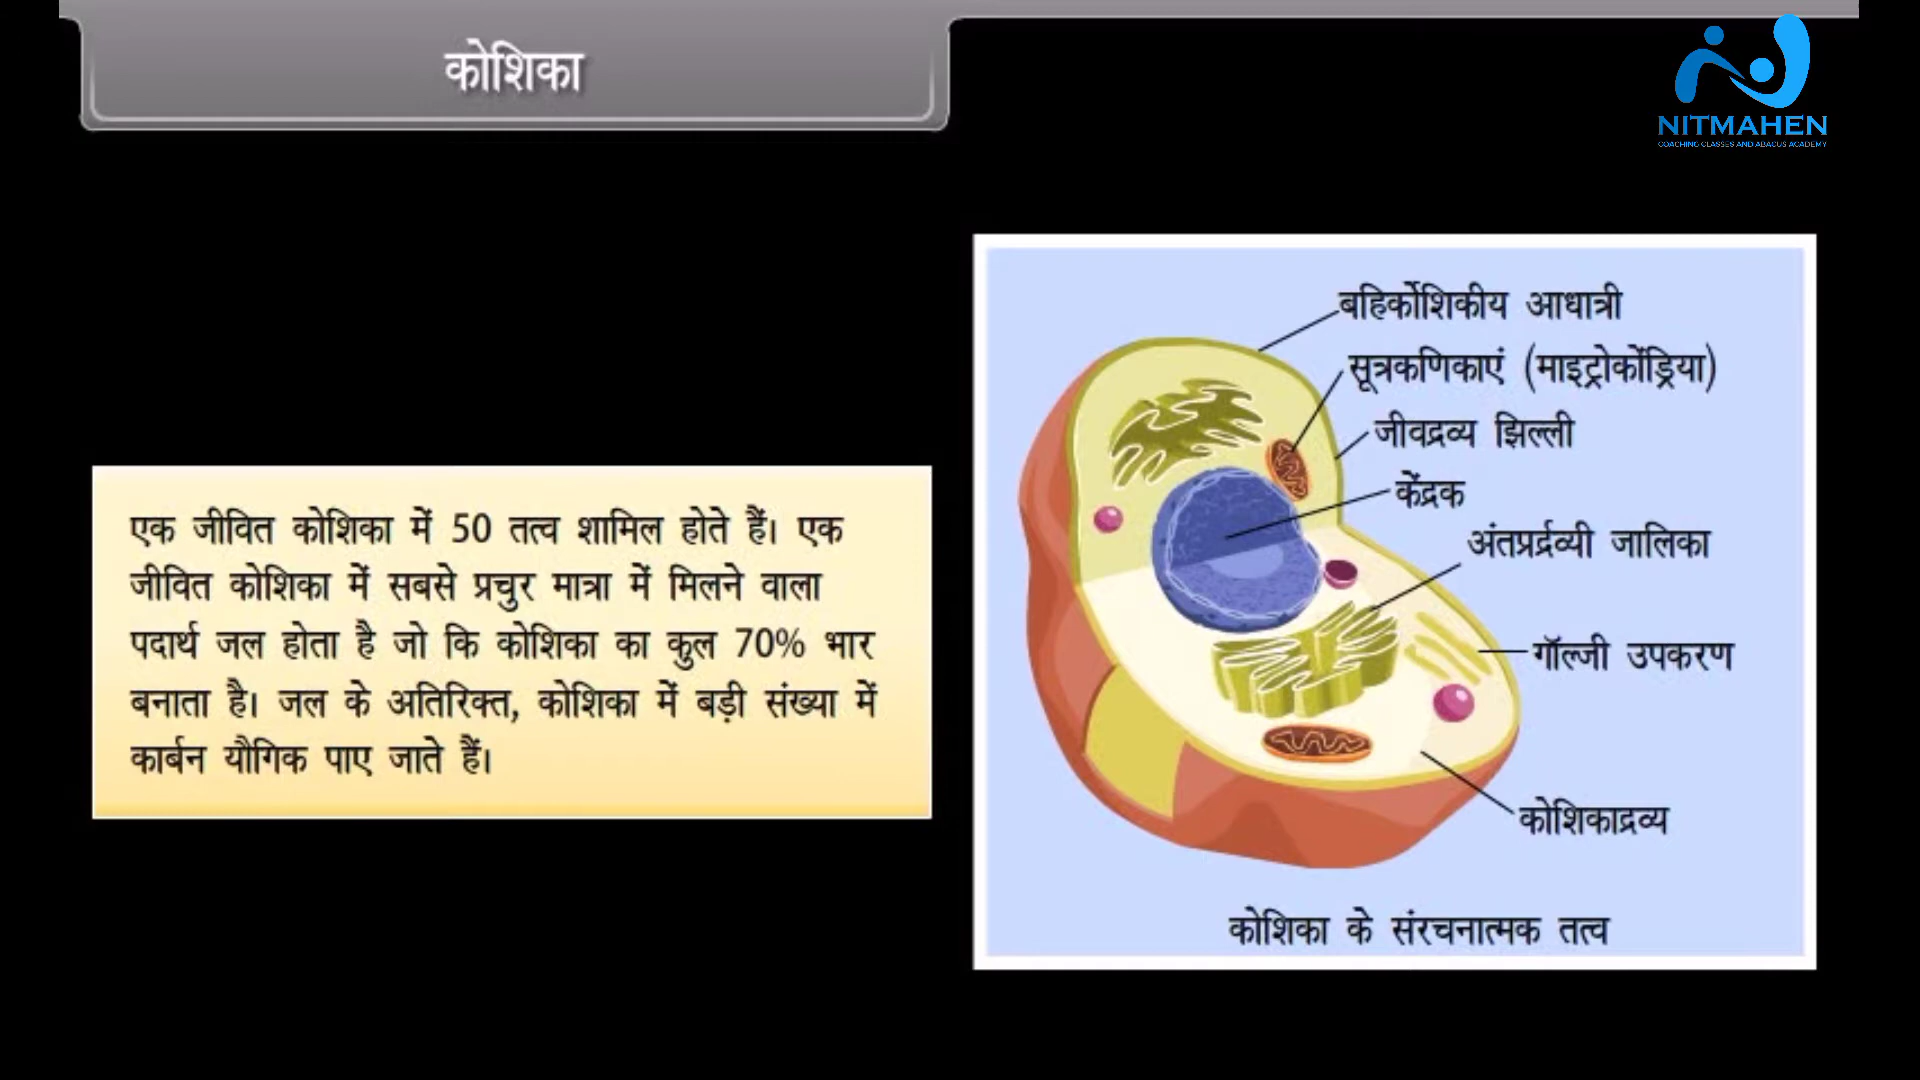 कोशिका
NITMAHEN
COACHING CLASSES AND ABACUS ACADEMY
एक जीवित कोशिका में 50 तत्व शामिल होते हैं। एक
जीवित कोशिका में सबसे प्रचुर मात्रा में मिलने वाला
पदार्थ जल होता है जो कि कोशिका का कुल 70% भार
बनाता है। जल के अतिरिक्त, कोशिका में बड़ी संख्या में
कार्बन यौगिक पाए जाते हैं।
बहिर्कोशिकीय आधात्री
सूत्रकणिकाएं (माइट्रोकोंड्रिया)
जीवद्रव्य झिल्ली
केंद्रक
अंतप्रर्द्रव्यी जालिका
गॉल्जी उपकरण
कोशिकाद्रव्य
कोशिका के संरचनात्मक तत्व